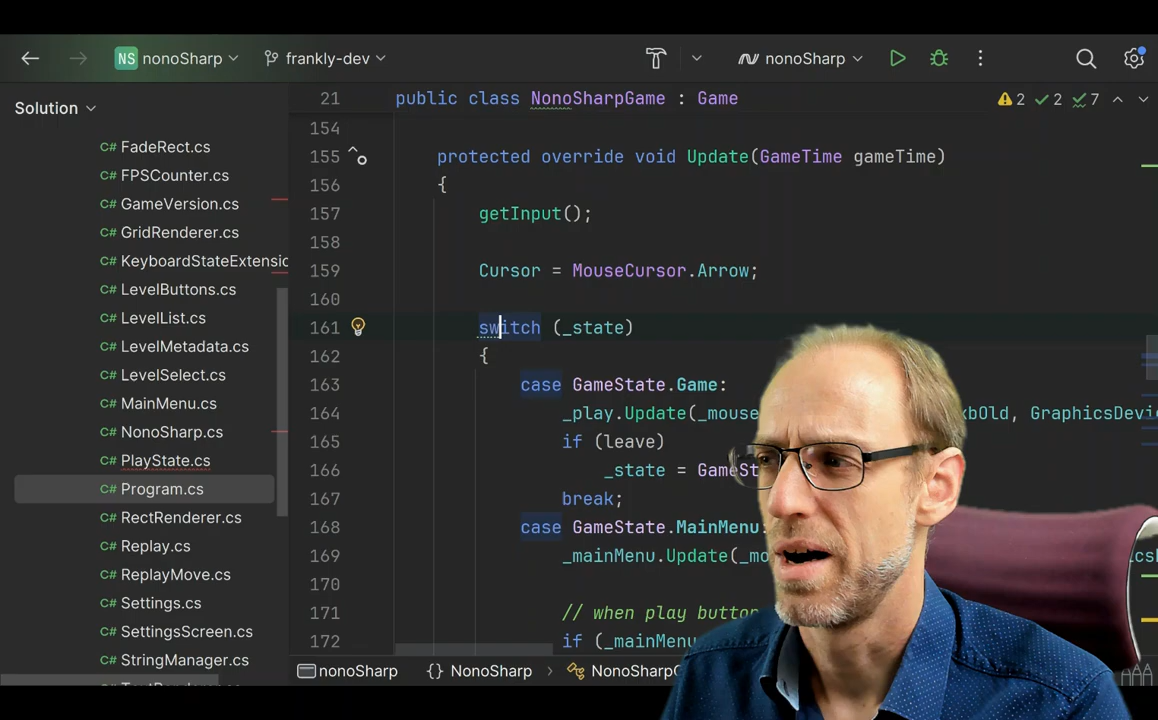 NS nonoSharp frankly-dev nonoSharp
Solution
FadeRect.cs
FPSCounter.cs
GameVersion.cs
GridRenderer.cs
KeyboardStateExtensio
LevelButtons.cs
LevelList.cs
LevelMetadata.cs
LevelSelect.cs
MainMenu.cs
NonoSharp.cs
PlayState.cs
Program.cs
RectRenderer.cs
Replay.cs
ReplayMove.cs
Settings.cs
SettingsScreen.cs
StringManager.cs
21 public class NonoSharpGame : Game 2 2 7
154
155 protected override void Update(GameTime gameTime)
156 {
157 getInput();
158
159 Cursor = MouseCursor.Arrow;
160
161 switch (_state)
162 {
163 case GameState.Game:
164 _play.Update(_mouse xbOld, GraphicsDevic
165 if (leave)
166 _state = GameSt
167 break;
168 case GameState.MainMenu:
169 _mainMenu.Update(_mo
170
171 // when play button
172 if (_mainMenu
nonoSharp {} NonoSharp › NonoSharpG